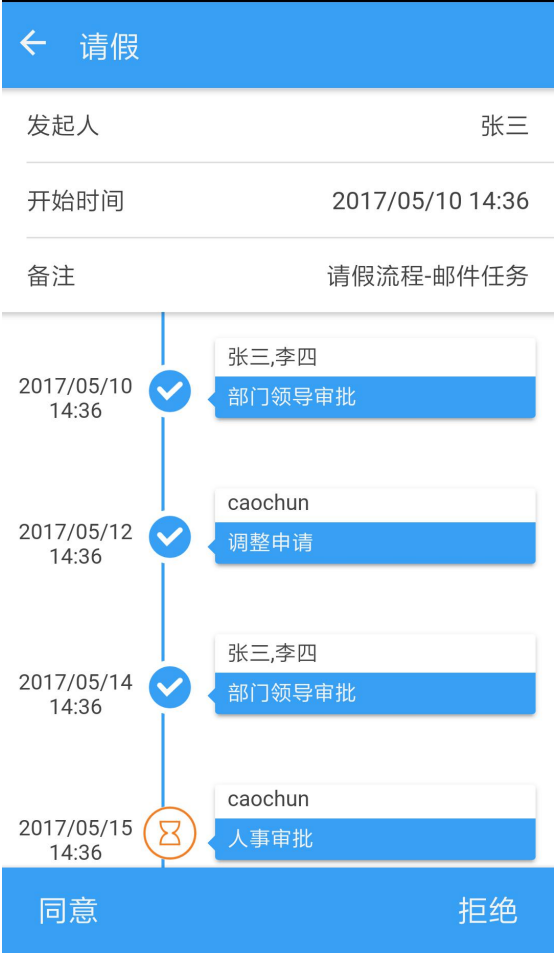 请假
发起人 张三
开始时间 2017/05/10 14:36
备注 请假流程-邮件任务
张三,李四
2017/05/10
14:36
部门领导审批
caochun
2017/05/12
14:36
调整申请
张三,李四
2017/05/14
14:36
部门领导审批
caochun
2017/05/15
14:36
人事审批
同意 拒绝